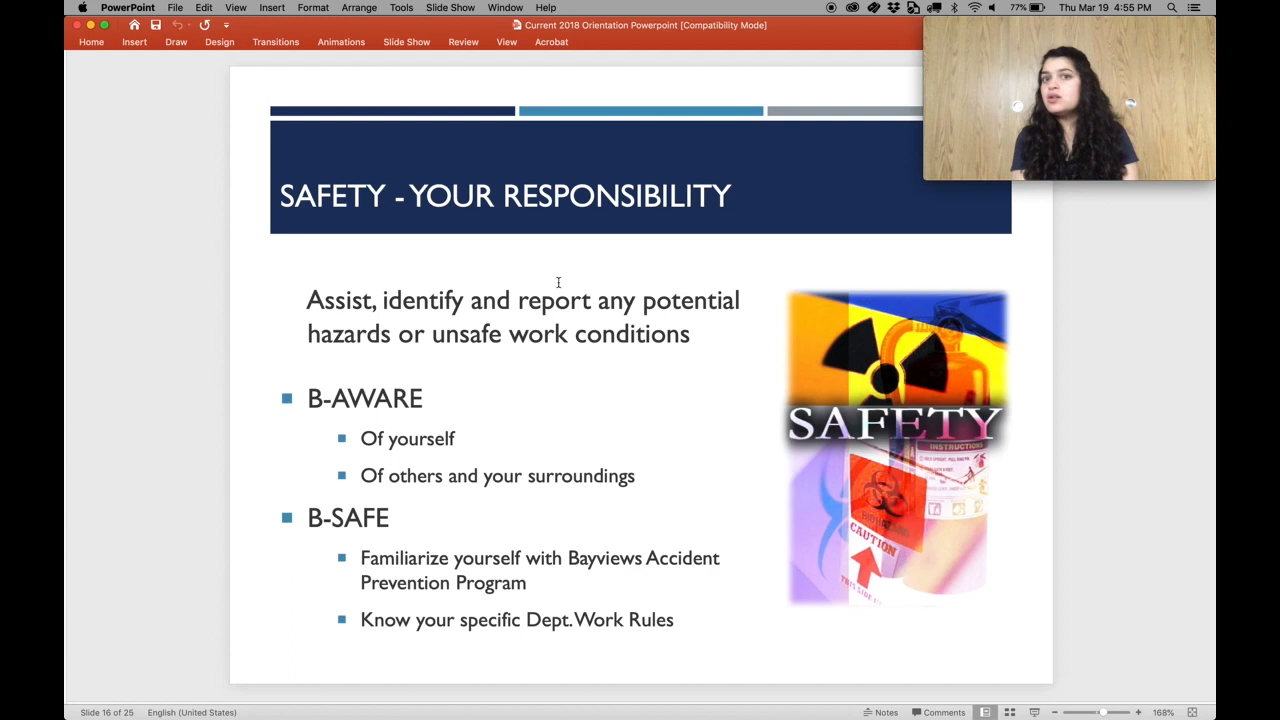 PowerPoint File Edit View Insert Format Arrange Tools Slide Show Window Help 77% Thu Mar 19 4:55 PM
Current 2018 Orientation Powerpoint [Compatibility Mode]
Home Insert Draw Design Transitions Animations Slide Show Review View Acrobat
SAFETY - YOUR RESPONSIBILITY
Assist, identify and report any potential
hazards or unsafe work conditions
B-AWARE
Of yourself
Of others and your surroundings
B-SAFE
Familiarize yourself with Bayviews Accident
Prevention Program
Know your specific Dept. Work Rules
SAFETY
INSTRUCTIONS
BIOHAZARD
CAUTION
Slide 16 of 25 English (United States) Notes Comments 168%